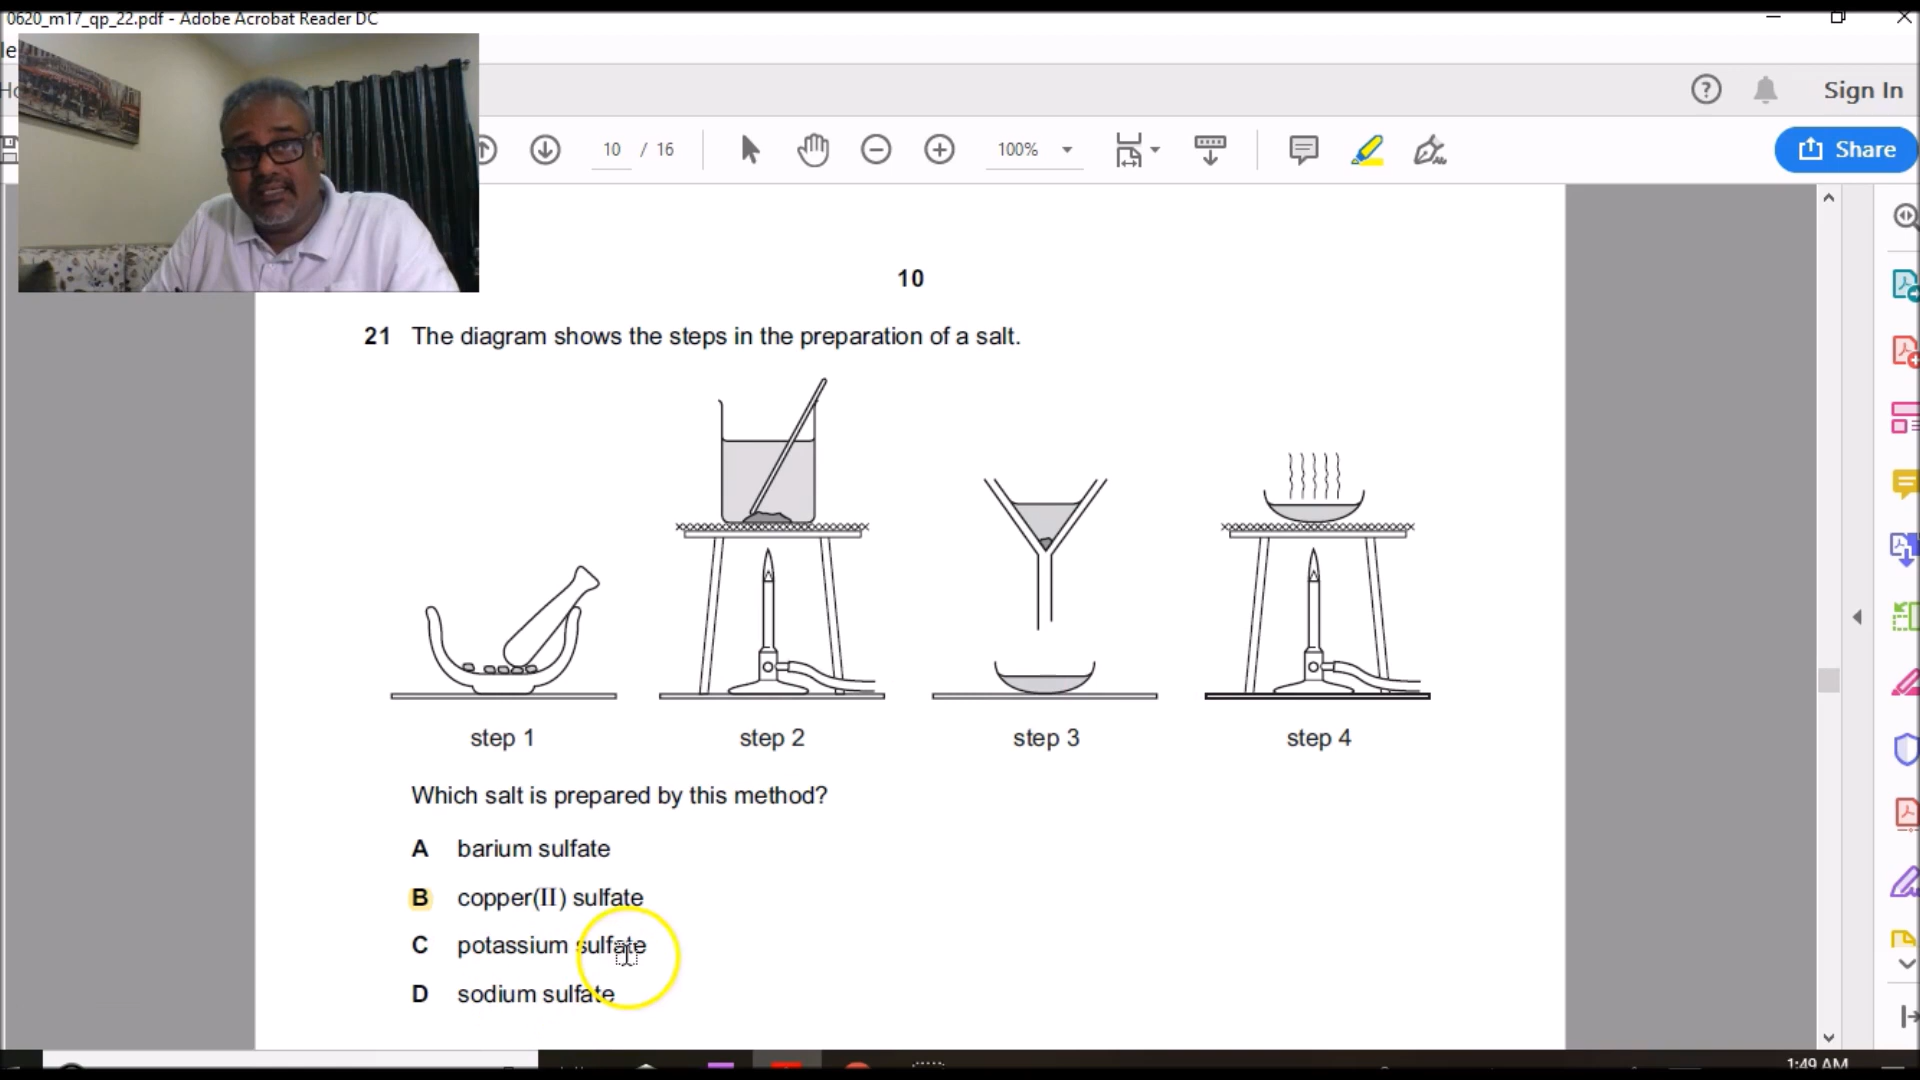 0620_m17_qp_22.pdf - Adobe Acrobat Reader DC
Sign In
10 / 16
100%
Share
10
21 The diagram shows the steps in the preparation of a salt.
step 1 step 2 step 3 step 4
Which salt is prepared by this method?
A barium sulfate
B copper(II) sulfate
C potassium sulfate
D sodium sulfate
1:49 AM